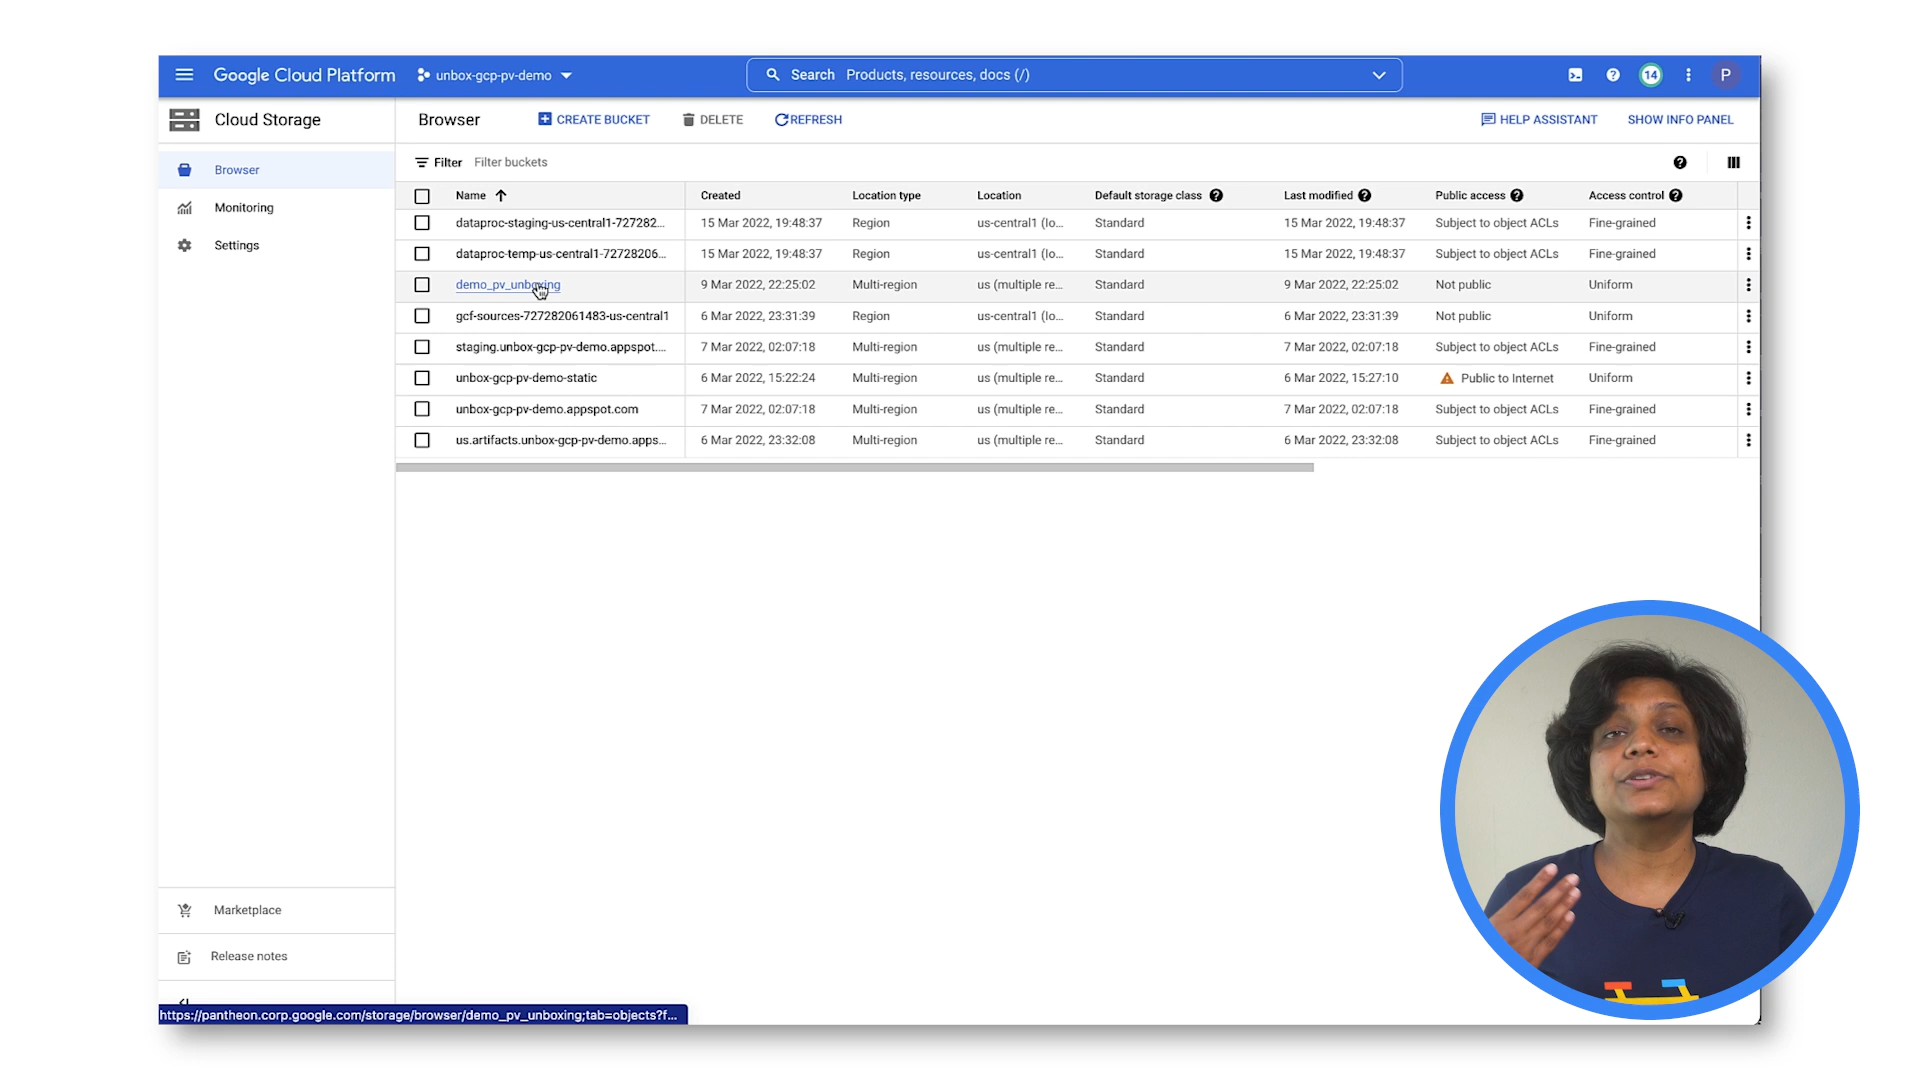 Google Cloud Platform unbox-gcp-pv-demo Search Products, resources, docs (/) 14 P
Cloud Storage
Browser CREATE BUCKET DELETE REFRESH HELP ASSISTANT SHOW INFO PANEL
Browser
Monitoring
Settings
Filter Filter buckets
Name Created Location type Location Default storage class Last modified Public access Access control
dataproc-staging-us-central1-727282... 15 Mar 2022, 19:48:37 Region us-central1 (Io... Standard 15 Mar 2022, 19:48:37 Subject to object ACLs Fine-grained
dataproc-temp-us-central1-72728206... 15 Mar 2022, 19:48:37 Region us-central1 (Io... Standard 15 Mar 2022, 19:48:37 Subject to object ACLs Fine-grained
demo_pv_unboxing 9 Mar 2022, 22:25:02 Multi-region us (multiple re... Standard 9 Mar 2022, 22:25:02 Not public Uniform
gcf-sources-727282061483-us-central1 6 Mar 2022, 23:31:39 Region us-central1 (Io... Standard 6 Mar 2022, 23:31:39 Not public Uniform
staging.unbox-gcp-pv-demo.appspot.... 7 Mar 2022, 02:07:18 Multi-region us (multiple re... Standard 7 Mar 2022, 02:07:18 Subject to object ACLs Fine-grained
unbox-gcp-pv-demo-static 6 Mar 2022, 15:22:24 Multi-region us (multiple re... Standard 6 Mar 2022, 15:27:10 Public to Internet Uniform
unbox-gcp-pv-demo.appspot.com 7 Mar 2022, 02:07:18 Multi-region us (multiple re... Standard 7 Mar 2022, 02:07:18 Subject to object ACLs Fine-grained
us.artifacts.unbox-gcp-pv-demo.apps... 6 Mar 2022, 23:32:08 Multi-region us (multiple re... Standard 6 Mar 2022, 23:32:08 Subject to object ACLs Fine-grained
Marketplace
Release notes
https://pantheon.corp.google.com/storage/browser/demo_pv_unboxing;tab=objects?f...